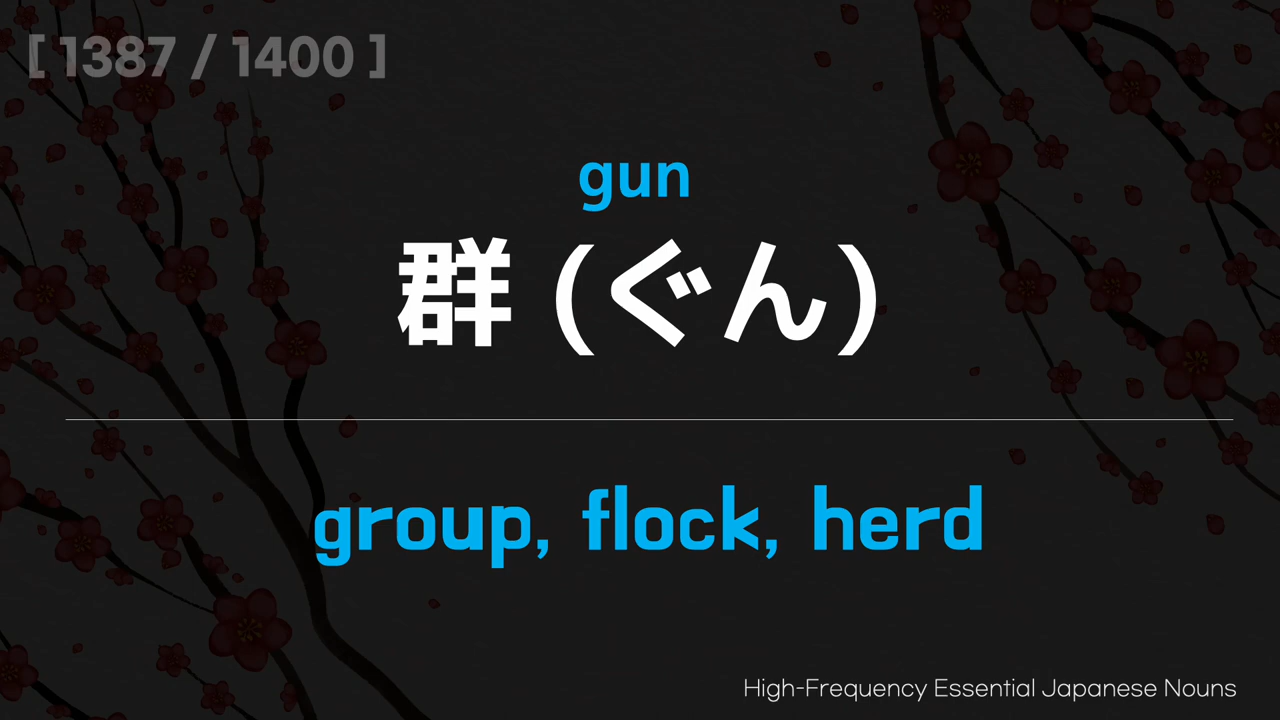 [ 1387 / 1400 ]
gun
群 (ぐん)
group, flock, herd
High-Frequency Essential Japanese Nouns